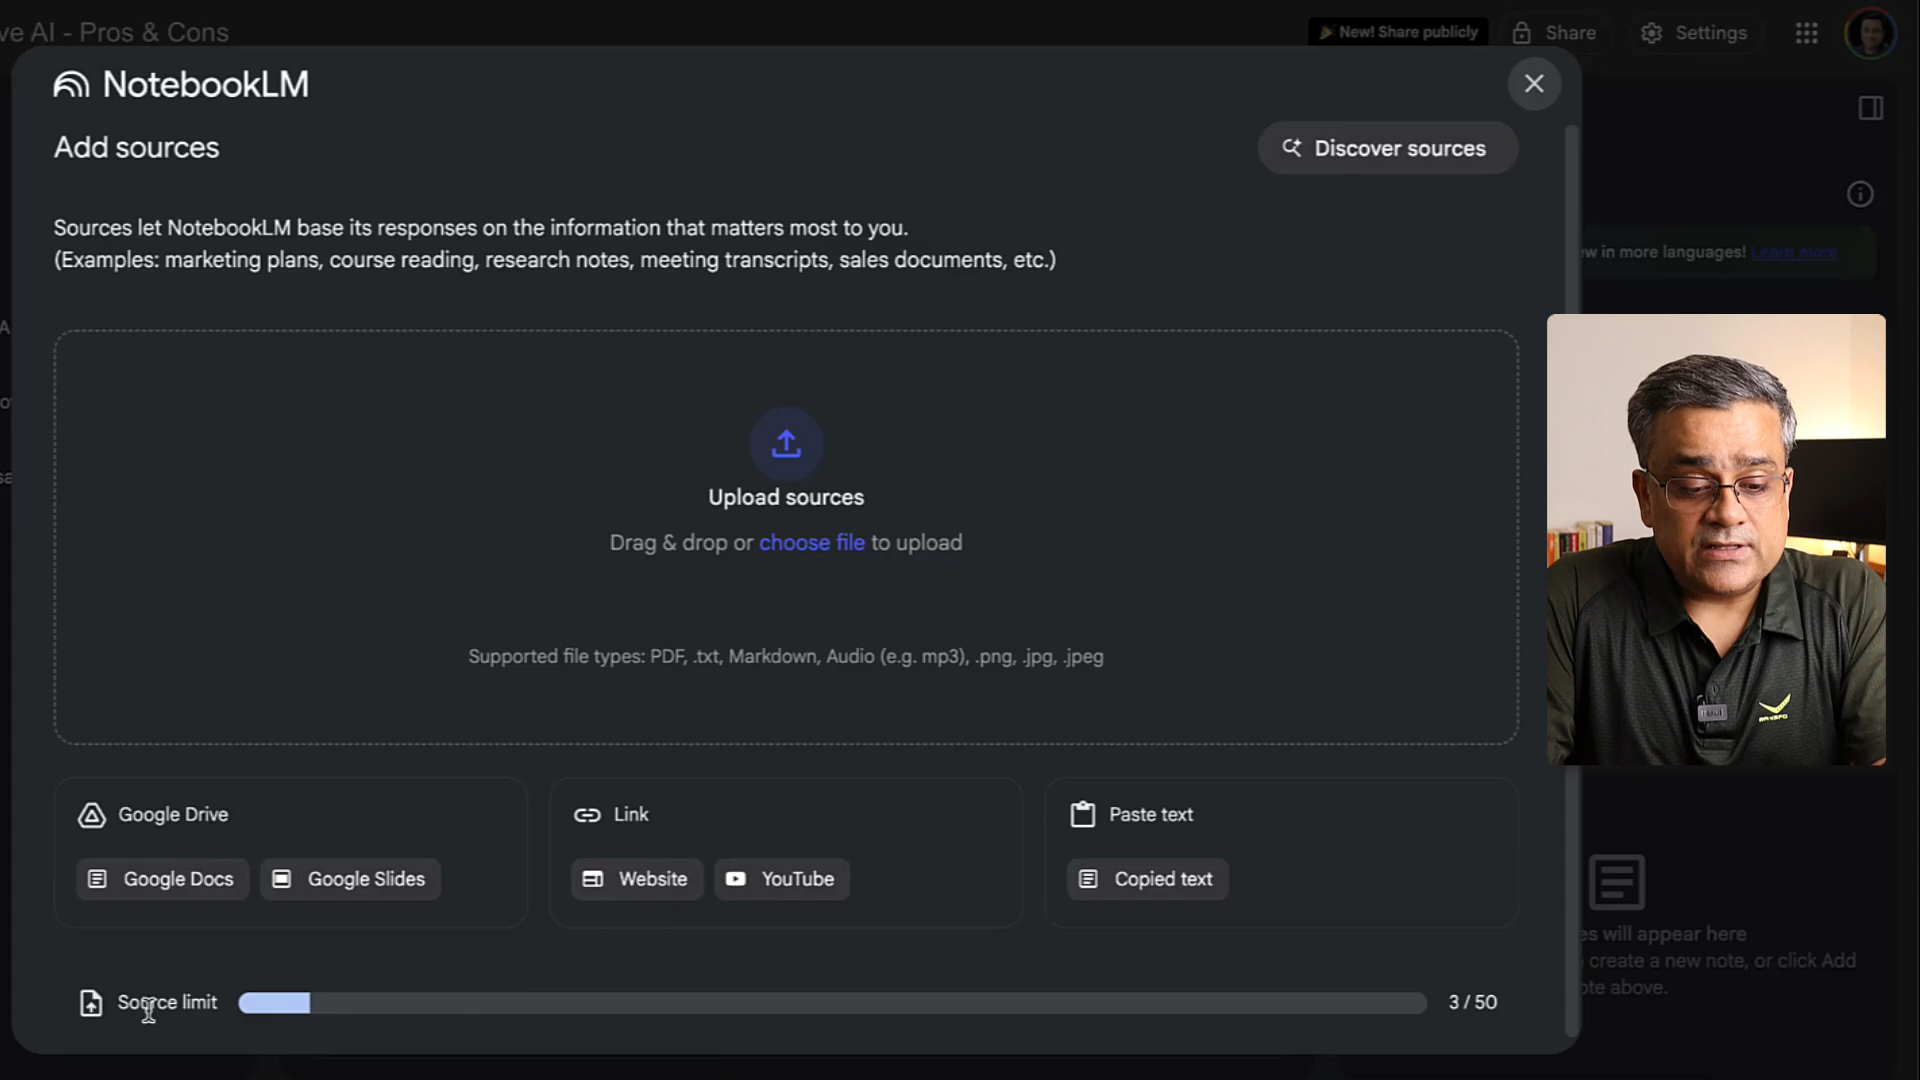 ve AI - Pros & Cons
New! Share publicly
Share
Settings
NotebookLM
Add sources
Discover sources
Sources let NotebookLM base its responses on the information that matters most to you.
(Examples: marketing plans, course reading, research notes, meeting transcripts, sales documents, etc.)
ew in more languages! Learn more
Upload sources
Drag & drop or choose file to upload
Supported file types: PDF, .txt, Markdown, Audio (e.g. mp3), .png, .jpg, .jpeg
Google Drive
Google Docs
Google Slides
Link
Website
YouTube
Paste text
Copied text
es will appear here
create a new note, or click Add
ote above.
Source limit
3 / 50